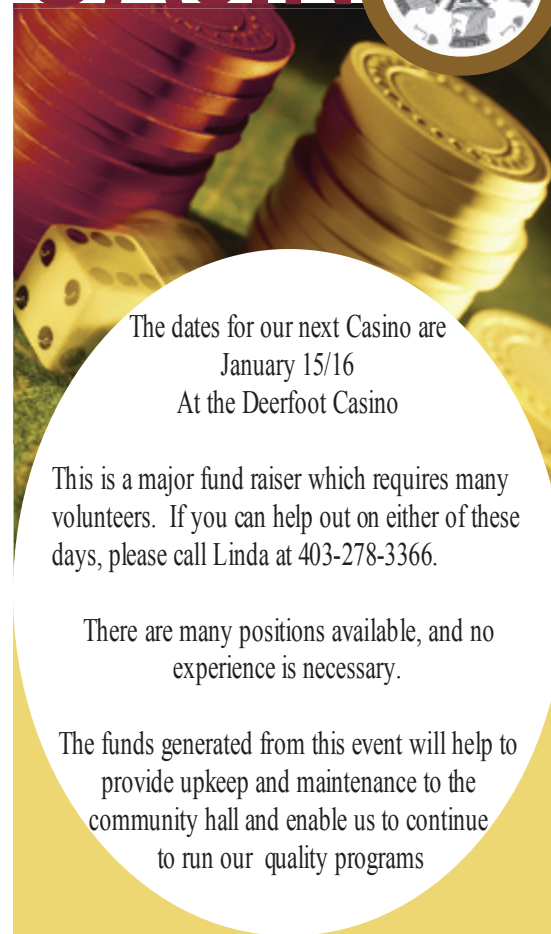 The dates for our next Casino are
January 15/16
At the Deerfoot Casino
This is a major fund raiser which requires many
volunteers. If you can help out on either of these
days, please call Linda at 403-278-3366.
There are many positions available, and no
experience is necessary.
The funds generated from this event will help to
provide upkeep and maintenance to the
community hall and enable us to continue
to run our quality programs